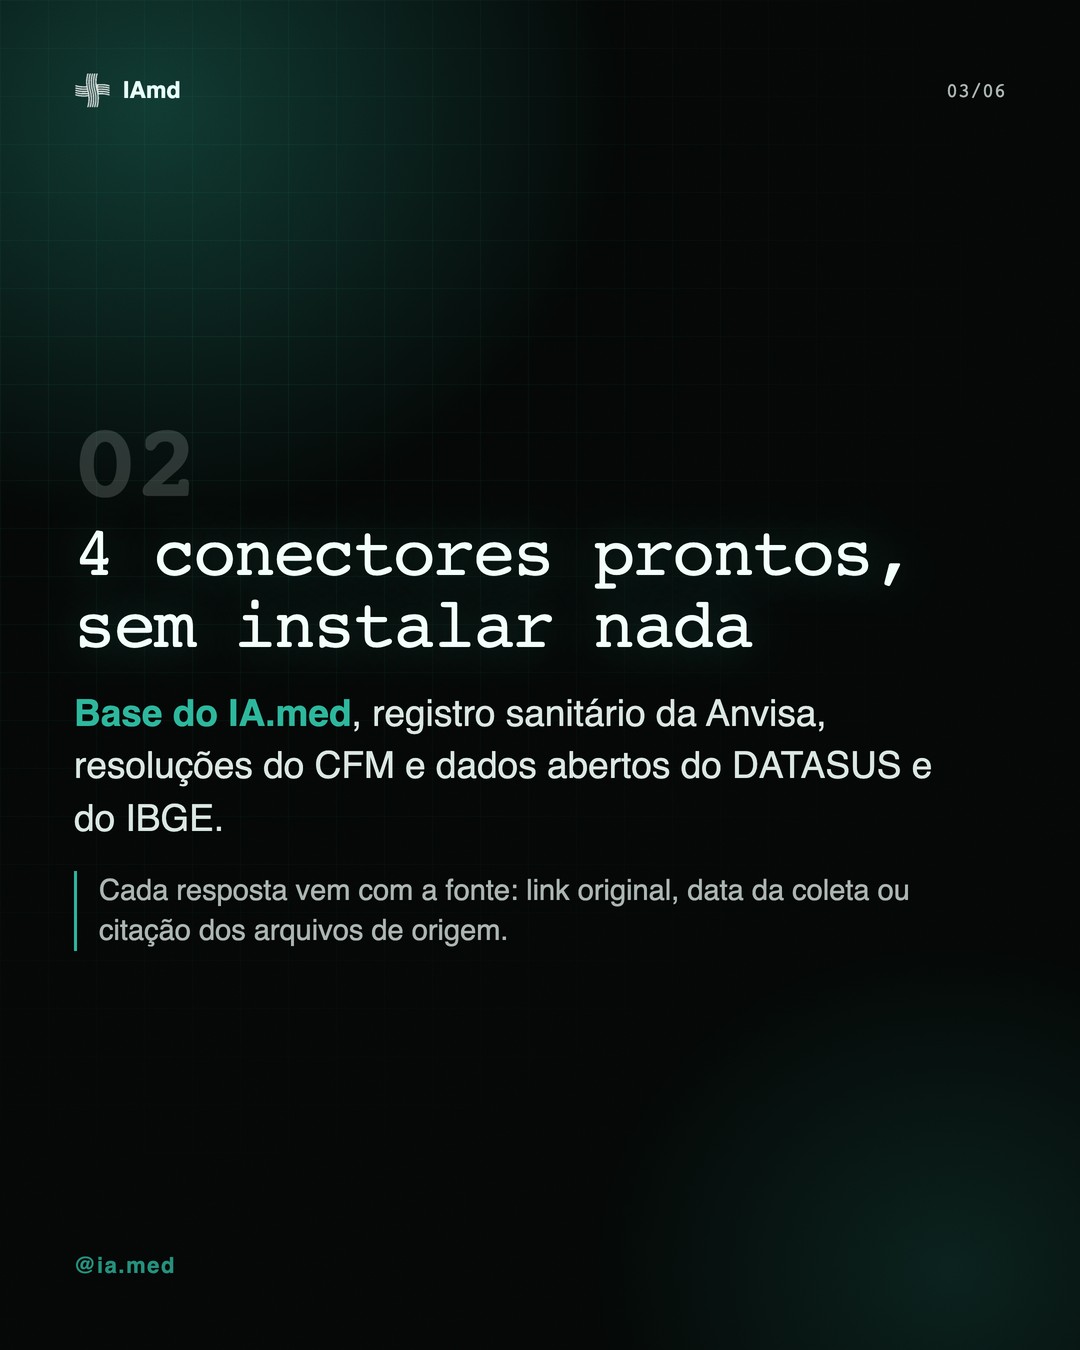 IAmd
03/06
02
4 conectores prontos,
sem instalar nada
Base do IA.med, registro sanitário da Anvisa,
resoluções do CFM e dados abertos do DATASUS e
do IBGE.
Cada resposta vem com a fonte: link original, data da coleta ou
citação dos arquivos de origem.
@ia.med